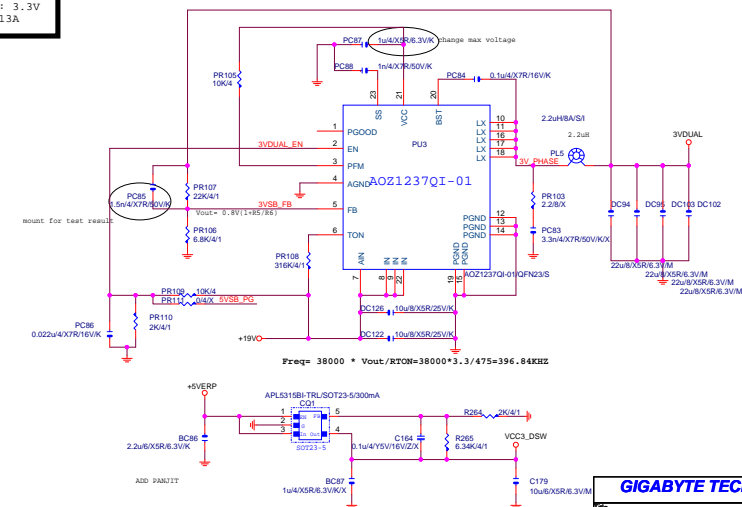 : 3.3V
13A
PC87
1u/4/X5R/6.3V/K
change max voltage
PC88
1n/4/X7R/50V/K
PC84
0.1u/4/X7R/16V/K
PR105
10K/4
23
21
20
SS
VCC
BST
1
PGOOD
2
EN
3
PFM
4
AGND
5
FB
6
TON
PU3
AOZ1237QI-01
LX
10
LX
11
LX
16
LX
17
LX
18
2.2uH/8A/S/I
2.2uH
PL5
3VDUAL
3V_PHASE
3VDUAL_EN
PC85
1.5n/4/X7R/50V/K
mount for test result
PR107
22K/4/1
3VSB_FB
Vout= 0.8V(1+R5/R6)
PR106
6.8K/4/1
PR108
316K/4/1
PGND
12
PGND
13
PGND
14
PGND
PGND
AIN
IN
IN
IN
7
8
9
22
19
15
AOZ1237QI-01/QFN23/S
PR103
2.2/8/X
PC83
3.3n/4/X7R/50V/K/X
DC94
DC95
DC103
DC102
22u/8/X5R/6.3V/M
22u/8/X5R/6.3V/M
22u/8/X5R/6.3V/M
22u/8/X5R/6.3V/M
PR109
10K/4
PR111
0/4/X
5VSB_PG
PC86
0.022u/4/X7R/16V/K
PR110
2K/4/1
+19V
DC126
10u/8/X5R/25V/K
DC122
10u/8/X5R/25V/K
Freq= 38000 * Vout/RTON=38000*3.3/475=396.84KHZ
+5VERP
APL5315BI-TRL/SOT23-5/300mA
CQ1
1
2
3
5
4
FB
In
Out
SOT23-5
BC86
2.2u/6/X5R/6.3V/K
R264
2K/4/1
C164
0.1u/4/Y5V/16V/Z/X
R265
6.34K/4/1
VCC3_DSW
ADD PANJIT
BC87
1u/4/X5R/6.3V/K/X
C179
10u/6/X5R/6.3V/M
GIGABYTE TEC